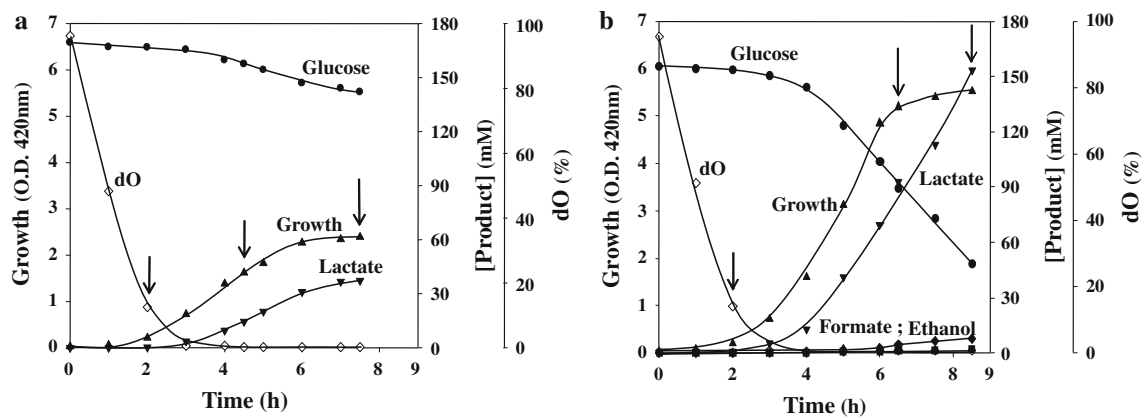 a
7
6
5
4
3
2
1
0
Growth (O.D. 420nm)
180
150
120
90
60
30
0
[Product] (mM)
100
80
60
40
20
0
dO (%)
Glucose
dO
Growth
Lactate
0 1 2 3 4 5 6 7 8 9
Time (h)
b
7
6
5
4
3
2
1
0
Growth (O.D. 420nm)
180
150
120
90
60
30
0
[Product] (mM)
100
80
60
40
20
0
dO (%)
Glucose
dO
Growth
Lactate
Formate ; Ethanol
0 1 2 3 4 5 6 7 8 9
Time (h)